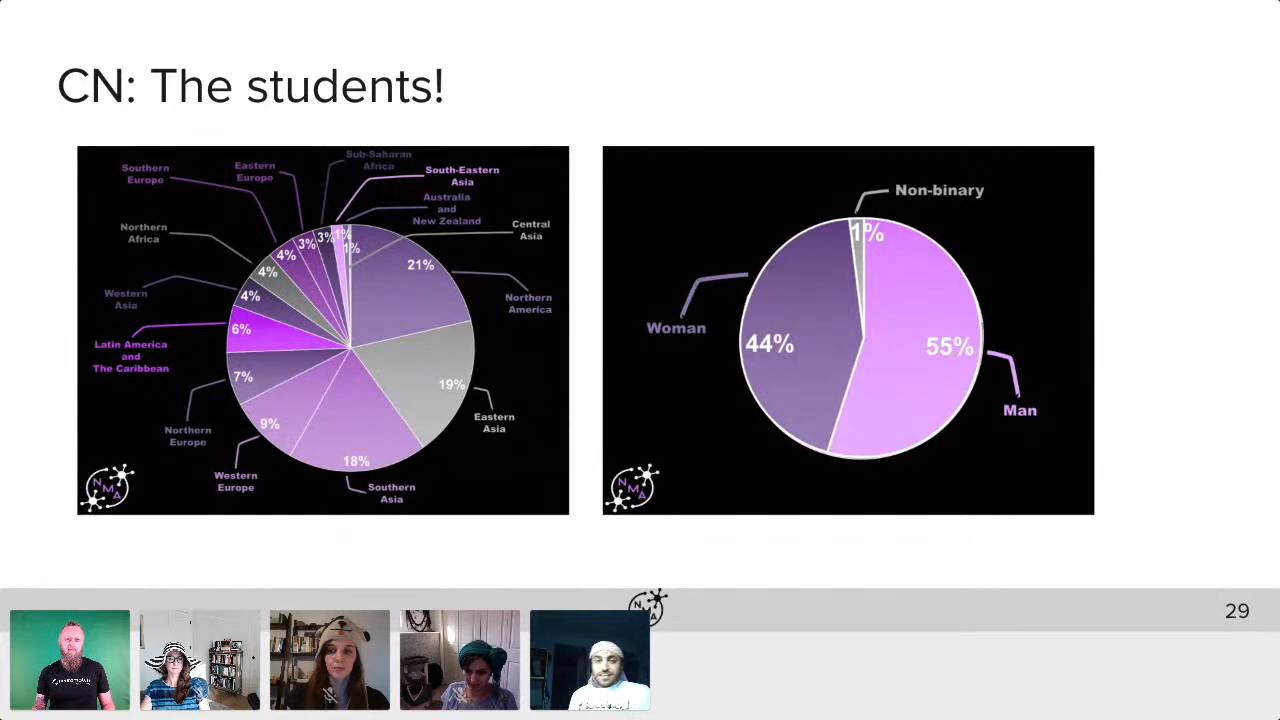 CN: The students!
Sub-Saharan
Africa
Southern
Europe
Eastern
Europe
South-Eastern
Asia
Australia
and
New Zealand
Central
Asia
Northern
Africa
Western
Asia
Latin America
and
The Caribbean
Northern
Europe
Western
Europe
Southern
Asia
Eastern
Asia
Northern
America
3%
3%
1%
1%
4%
4%
4%
6%
7%
9%
18%
19%
21%
NMA
Non-binary
1%
Woman
44%
55%
Man
NMA
NMA
29